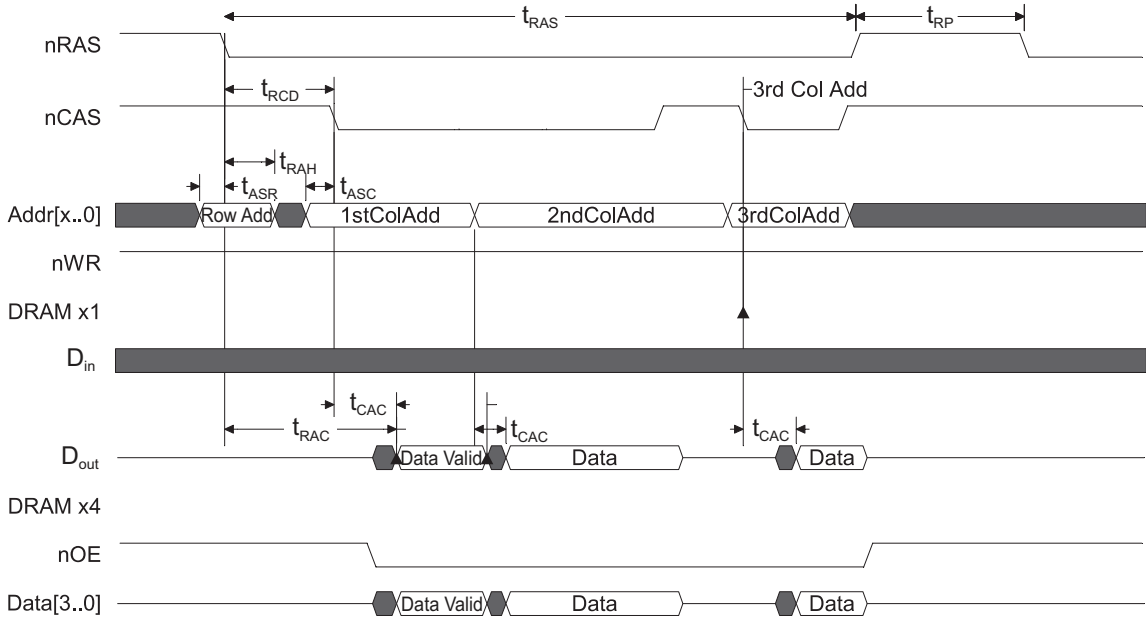 tRAS tRP
nRAS
tRCD 3rd Col Add
nCAS
tRAH
tASR tASC
Addr[x..0] Row Add 1stColAdd 2ndColAdd 3rdColAdd
nWR
DRAM x1
Din
tCAC
tRAC tCAC tCAC
Dout Data Valid Data Data
DRAM x4
nOE
Data[3..0] Data Valid Data Data